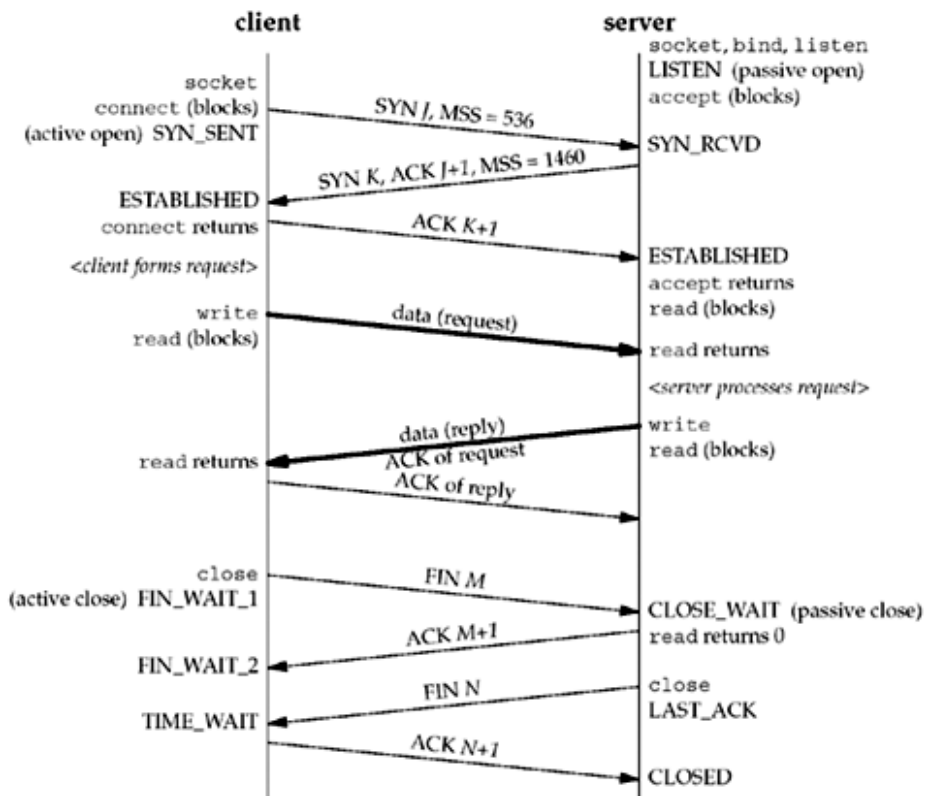 client
server
socket, bind, listen
LISTEN (passive open)
accept (blocks)
socket
connect (blocks)
(active open) SYN_SENT
SYN J, MSS = 536
SYN_RCVD
SYN K, ACK J+1, MSS = 1460
ESTABLISHED
connect returns
ACK K+1
ESTABLISHED
accept returns
read (blocks)
<client forms request>
write
read (blocks)
data (request)
read returns
<server processes request>
write
read (blocks)
data (reply)
ACK of request
read returns
ACK of reply
close
(active close) FIN_WAIT_1
FIN M
CLOSE_WAIT (passive close)
read returns 0
ACK M+1
FIN_WAIT_2
close
LAST_ACK
FIN N
TIME_WAIT
ACK N+1
CLOSED